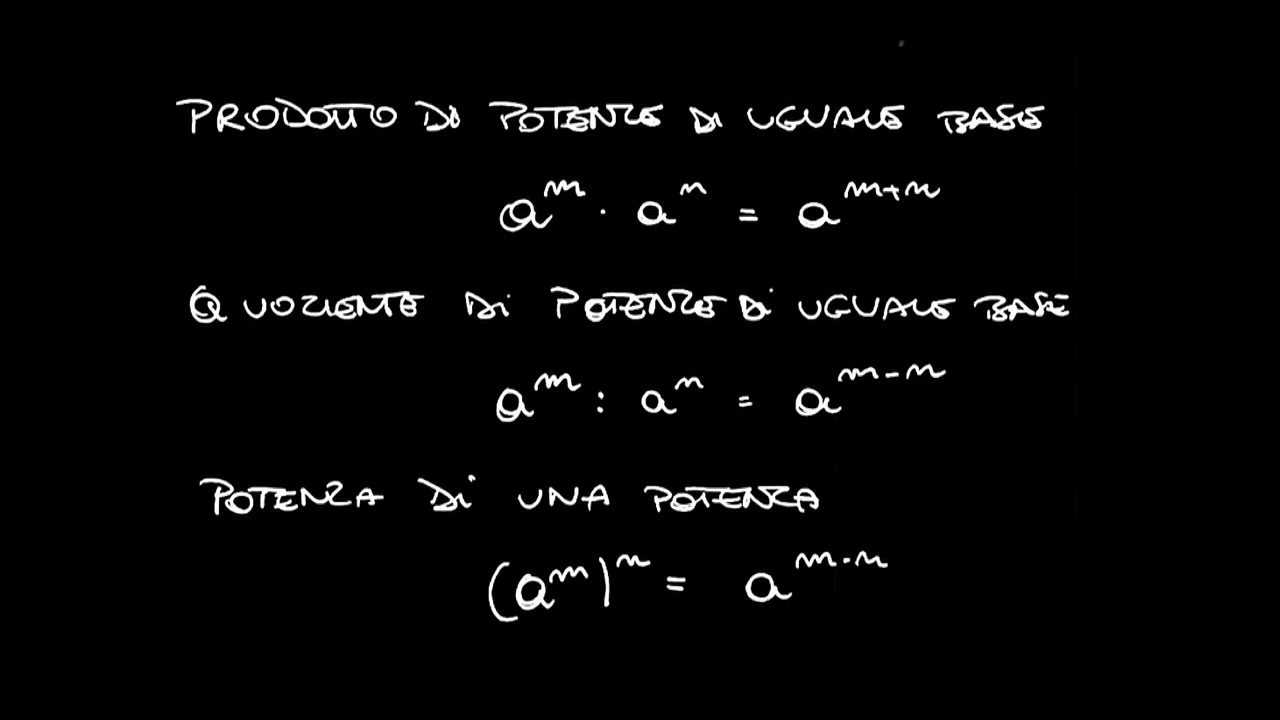 PRODOTTO DI POTENZE DI UGUALE BASE
a^m · a^n = a^{m+n}
QUOZIENTE DI POTENZE DI UGUALE BASE
a^m : a^n = a^{m-n}
POTENZA DI UNA POTENZA
(a^m)^n = a^{m·n}